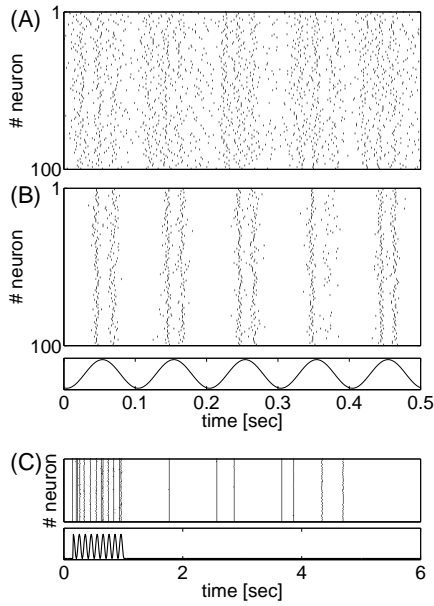 (A)
1
# neuron
100
(B)
1
# neuron
100
0 0.1 0.2 0.3 0.4 0.5
time [sec]
(C)
# neuron
0 2 4 6
time [sec]